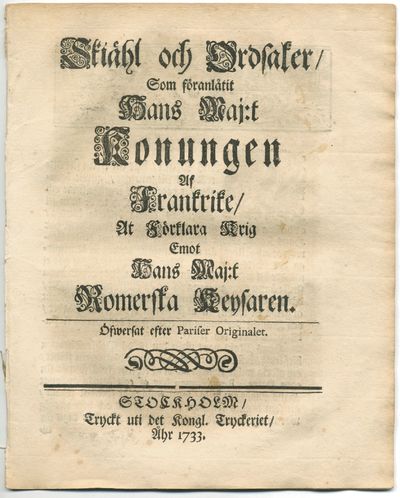 Skiähl och Ordsaker/
Som föranlåtit
Hans Maj:t
Konungen
Af
Frankrike/
At Förklara Krig
Emot
Hans Maj:t
Romerska Keysaren.
Öfwersat efter Pariser Originalet.
STOCKHOLM/
Tryckt uti det Kongl. Tryckeriet/
Åhr 1733.